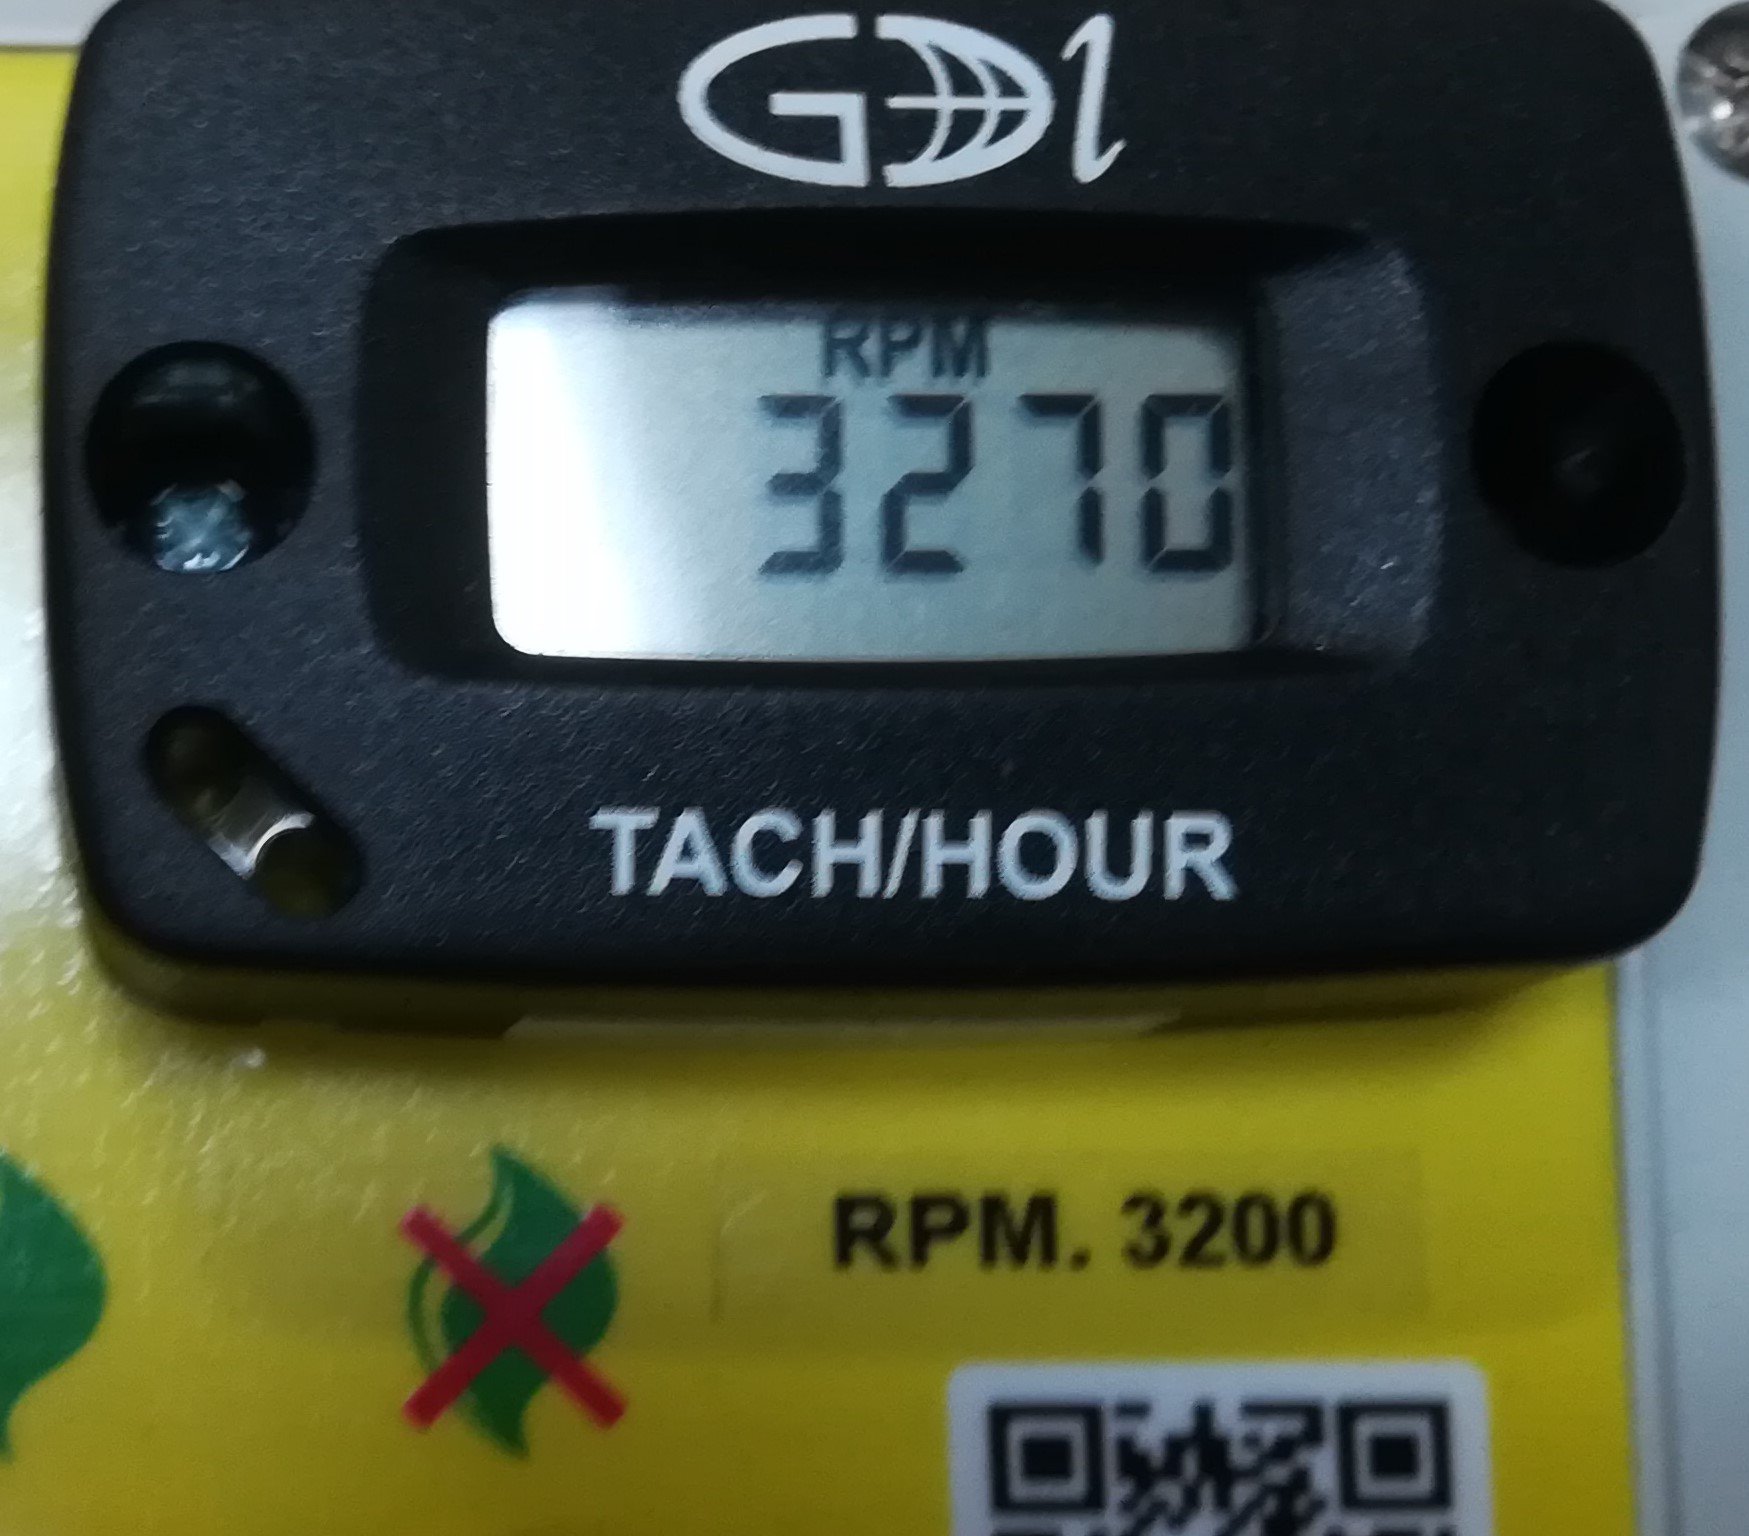 GDI
RPM
3270
TACH/HOUR
RPM. 3200